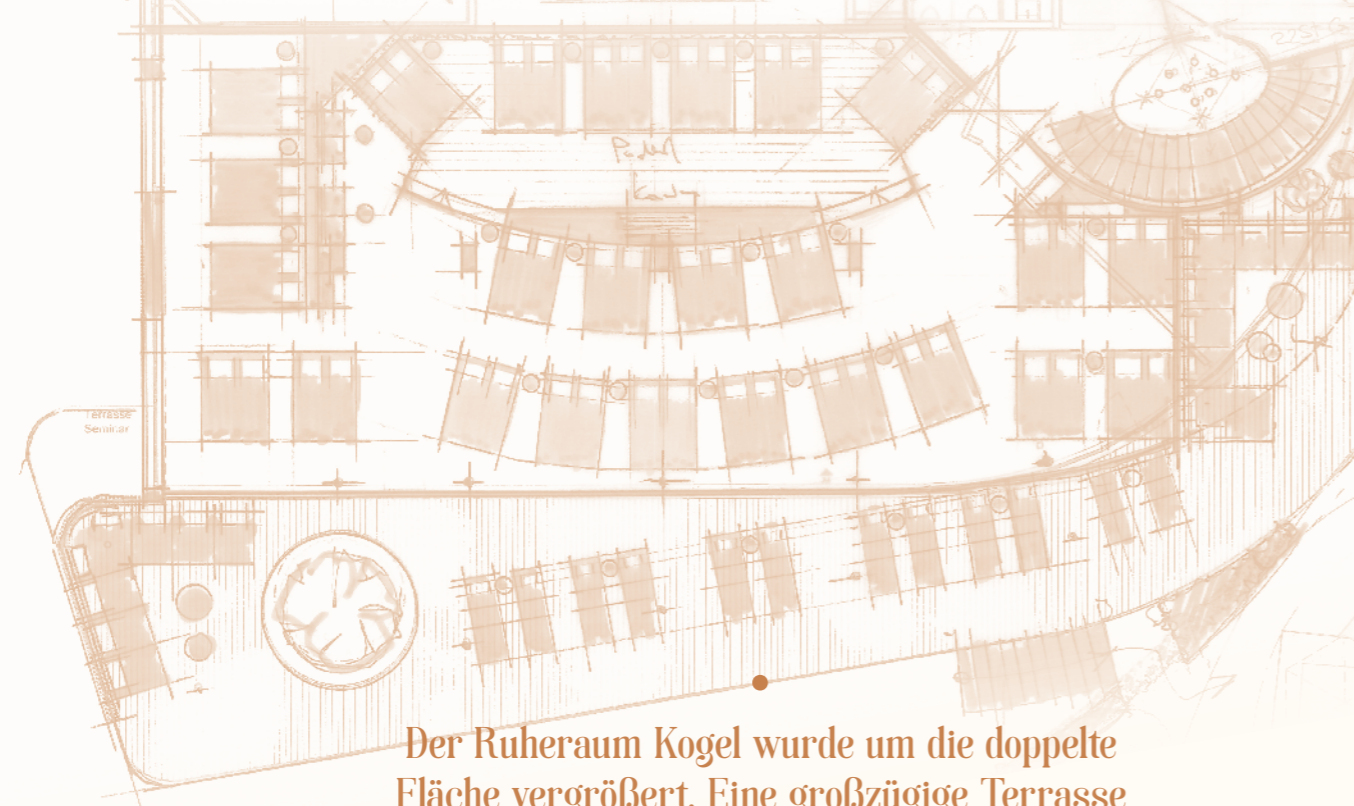 Terrasse
Seminar
Der Ruheraum Kogel wurde um die doppelte
Fläche vergrößert. Eine großzügige Terrasse